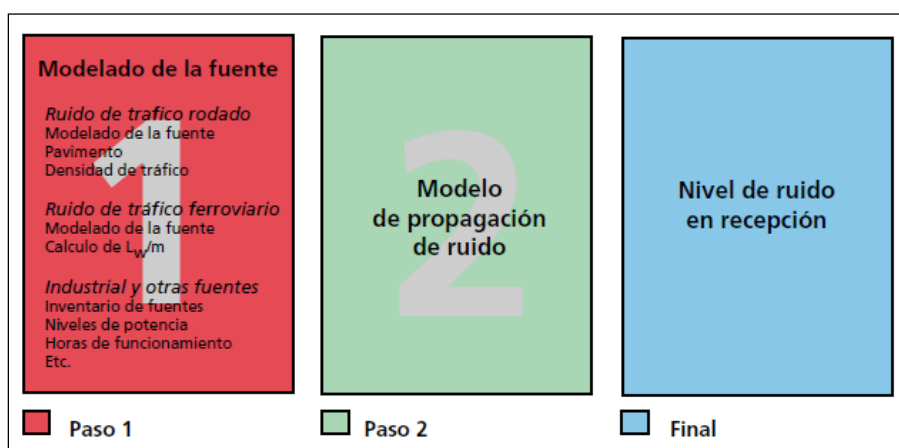 Modelado de la fuente
Ruido de trafico rodado
Modelado de la fuente
Pavimento
Densidad de tráfico
Ruido de tráfico ferroviario
Modelado de la fuente
Calculo de Lw/m
Industrial y otras fuentes
Inventario de fuentes
Niveles de potencia
Horas de funcionamiento
Etc.
1
Modelo
de propagación
de ruido
2
Nivel de ruido
en recepción
Paso 1
Paso 2
Final